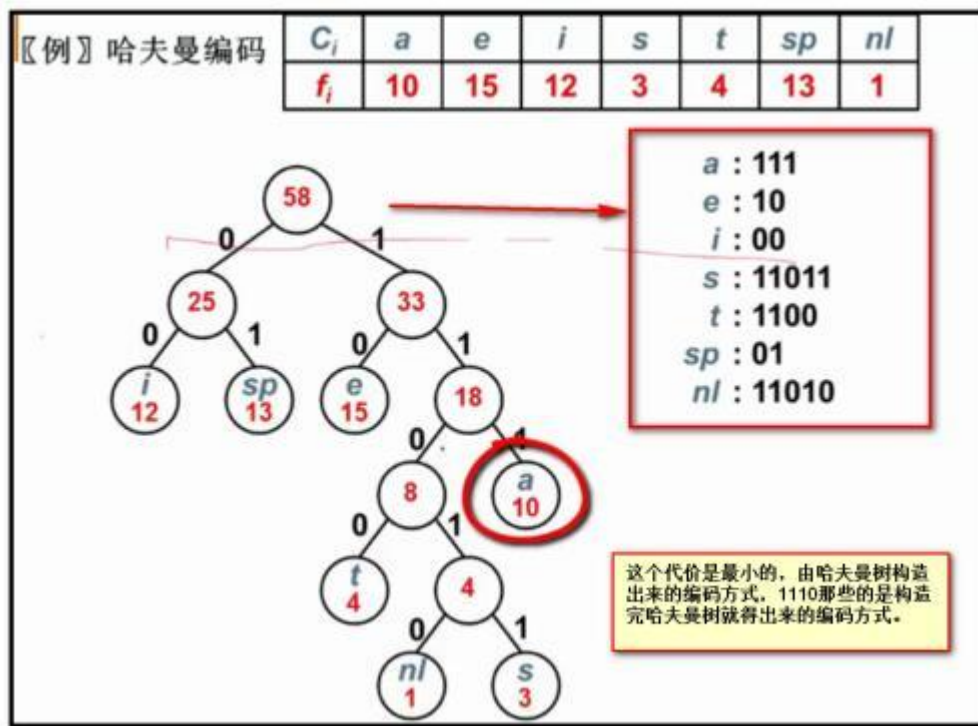 〖例〗哈夫曼编码
Ci a e i s t sp nl
fi 10 15 12 3 4 13 1
58
0 1
25 33
0 1 0 1
i 12
sp 13
e 15
18
0 1
8
a 10
0 1
t 4
4
0 1
nl 1
s 3
a : 111
e : 10
i : 00
s : 11011
t : 1100
sp : 01
nl : 11010
这个代价是最小的，由哈夫曼树构造
出来的编码方式，1110那些的是构造
完哈夫曼树就得出来的编码方式。